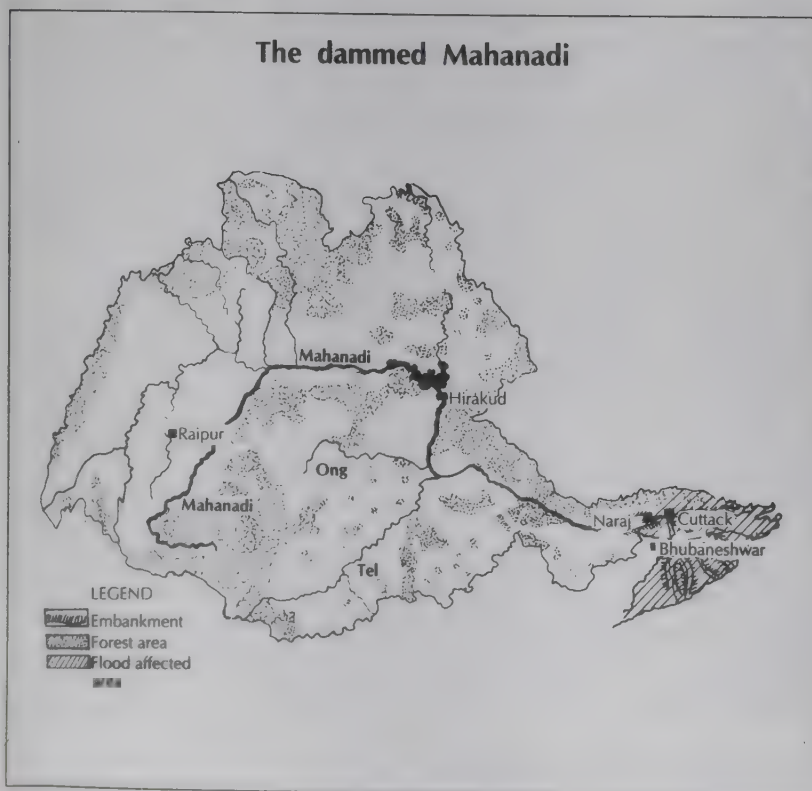 The dammed Mahanadi
Mahanadi
Hirakud
Raipur
Ong
Mahanadi
Naraj
Cuttack
Bhubaneshwar
Tel
LEGEND
Embankment
Forest area
Flood affected